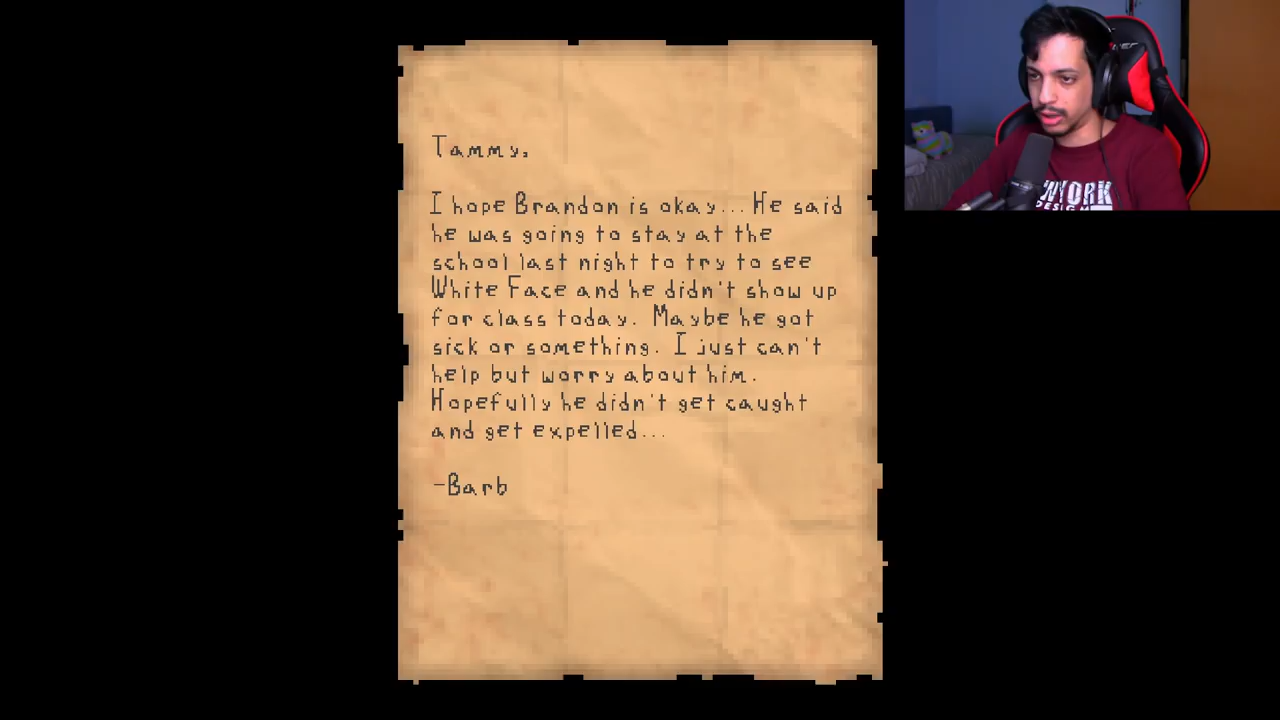 Tammy,
I hope Brandon is okay... He said
he was going to stay at the
school last night to try to see
White Face and he didn't show up
for class today. Maybe he got
sick or something. I just can't
help but worry about him.
Hopefully he didn't get caught
and get expelled...
-Barb
YORK
DESIGN